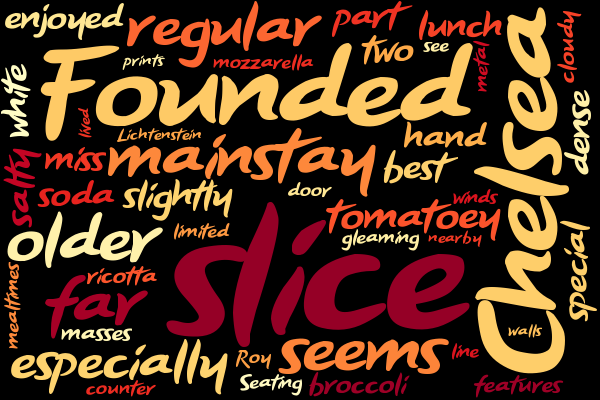 enjoyed
regular
part
lunch
cloudy
prints
mozzarella
two
see
metal
white
Founded
Chelsea
lived
Lichtenstein
hand
dense
salty
miss
mainstay
best
soda
slightly
door
winds
older
limited
tomatoey
gleaming
nearby
special
mealtimes
ricotta
slice
far
masses
walls
especially
Roy
seems
line
counter
Seating
broccoli
features